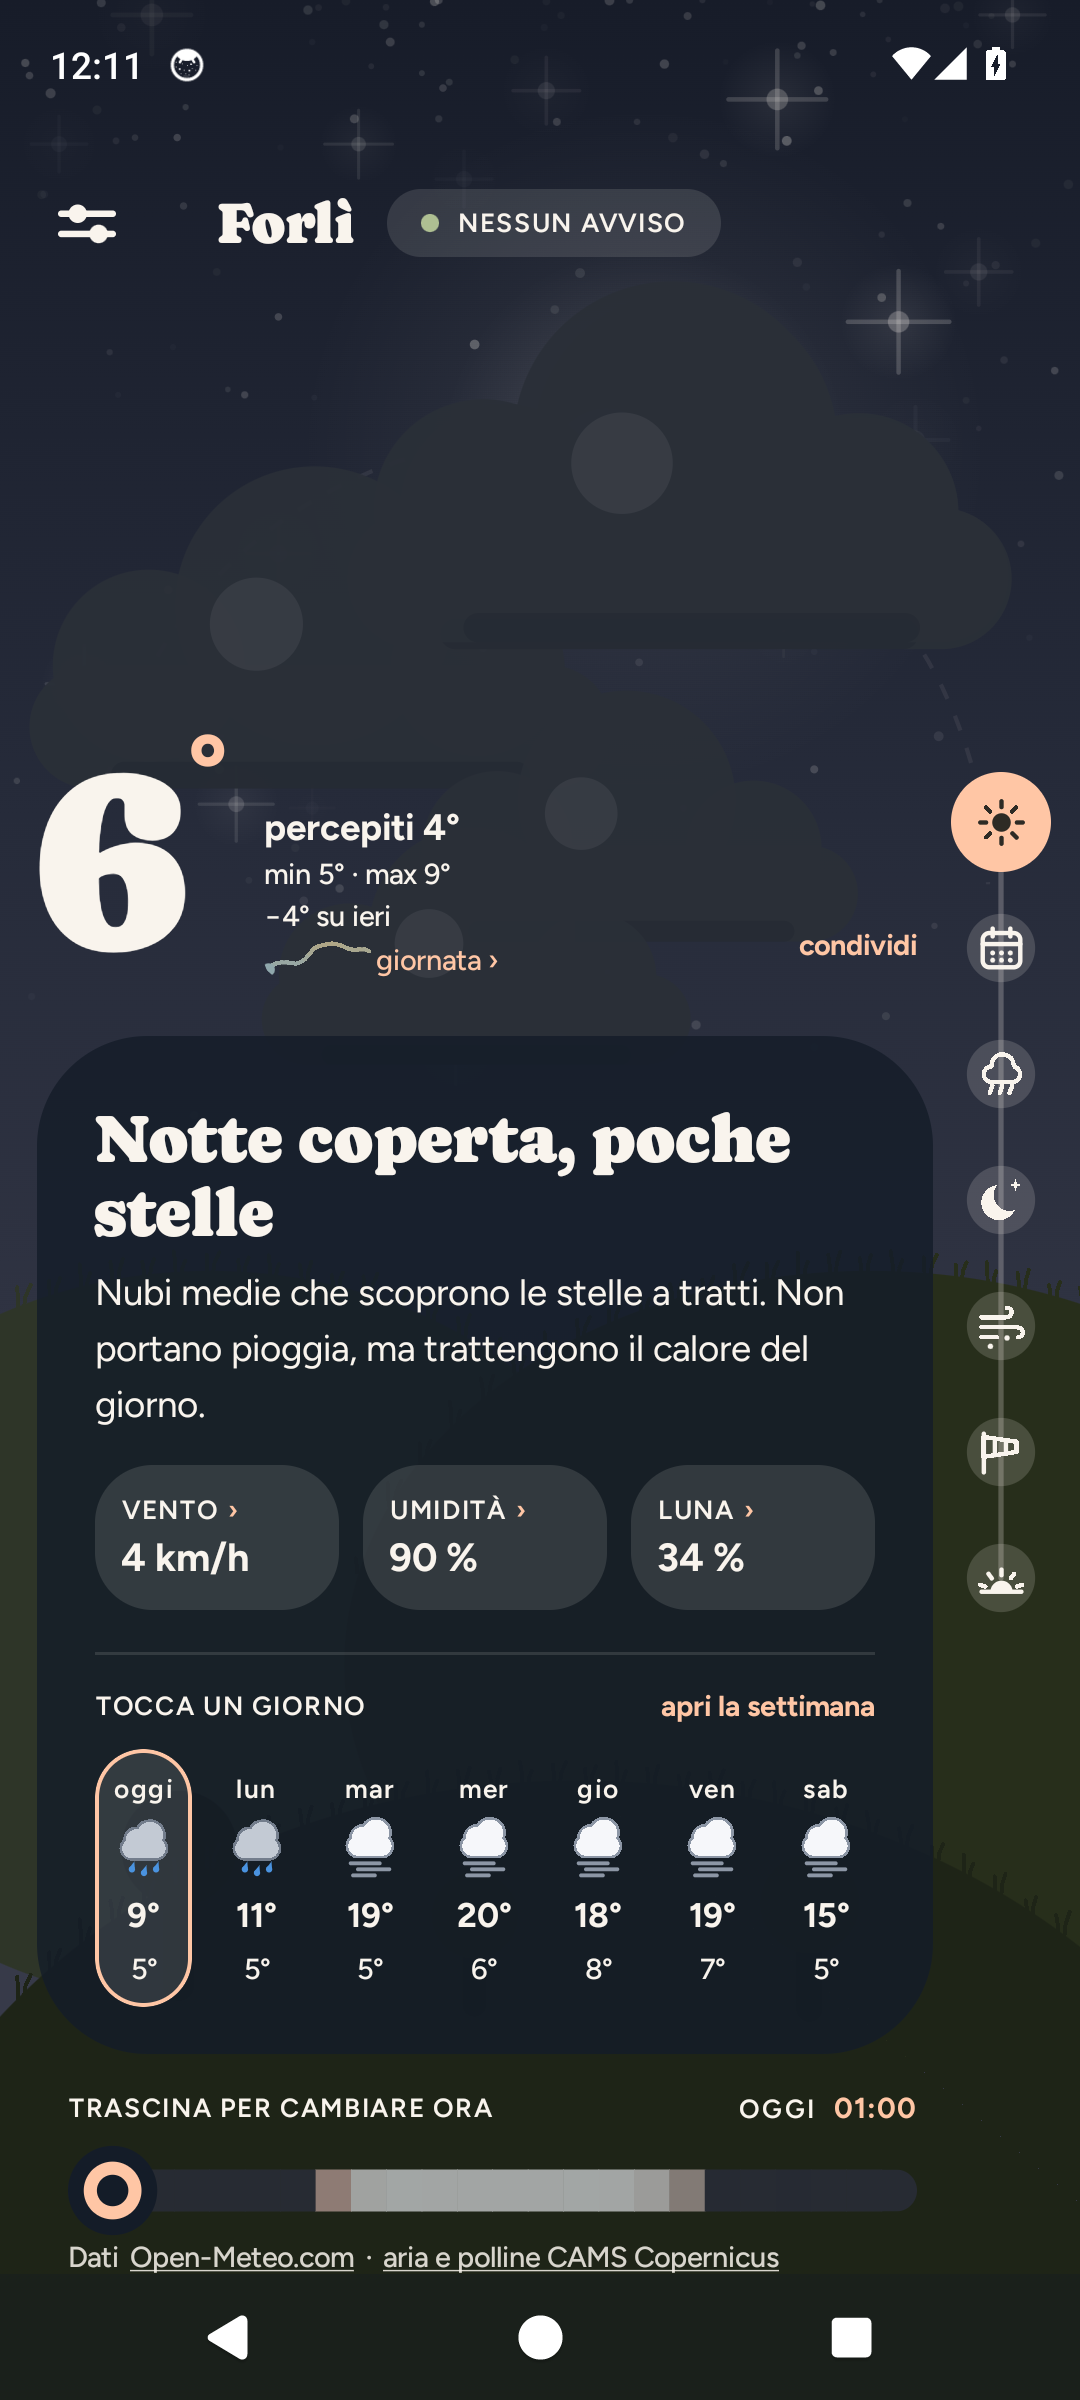 12:11
Forlì
NESSUN AVVISO
6°
percepiti 4°
min 5° · max 9°
−4° su ieri
giornata ›
condividi
Notte coperta, poche
stelle
Nubi medie che scoprono le stelle a tratti. Non
portano pioggia, ma trattengono il calore del
giorno.
VENTO › UMIDITÀ › LUNA ›
4 km/h 90 % 34 %
TOCCA UN GIORNO apri la settimana
oggi lun mar mer gio ven sab
9° 11° 19° 20° 18° 19° 15°
5° 5° 5° 6° 8° 7° 5°
TRASCINA PER CAMBIARE ORA OGGI 01:00
Dati Open-Meteo.com · aria e polline CAMS Copernicus